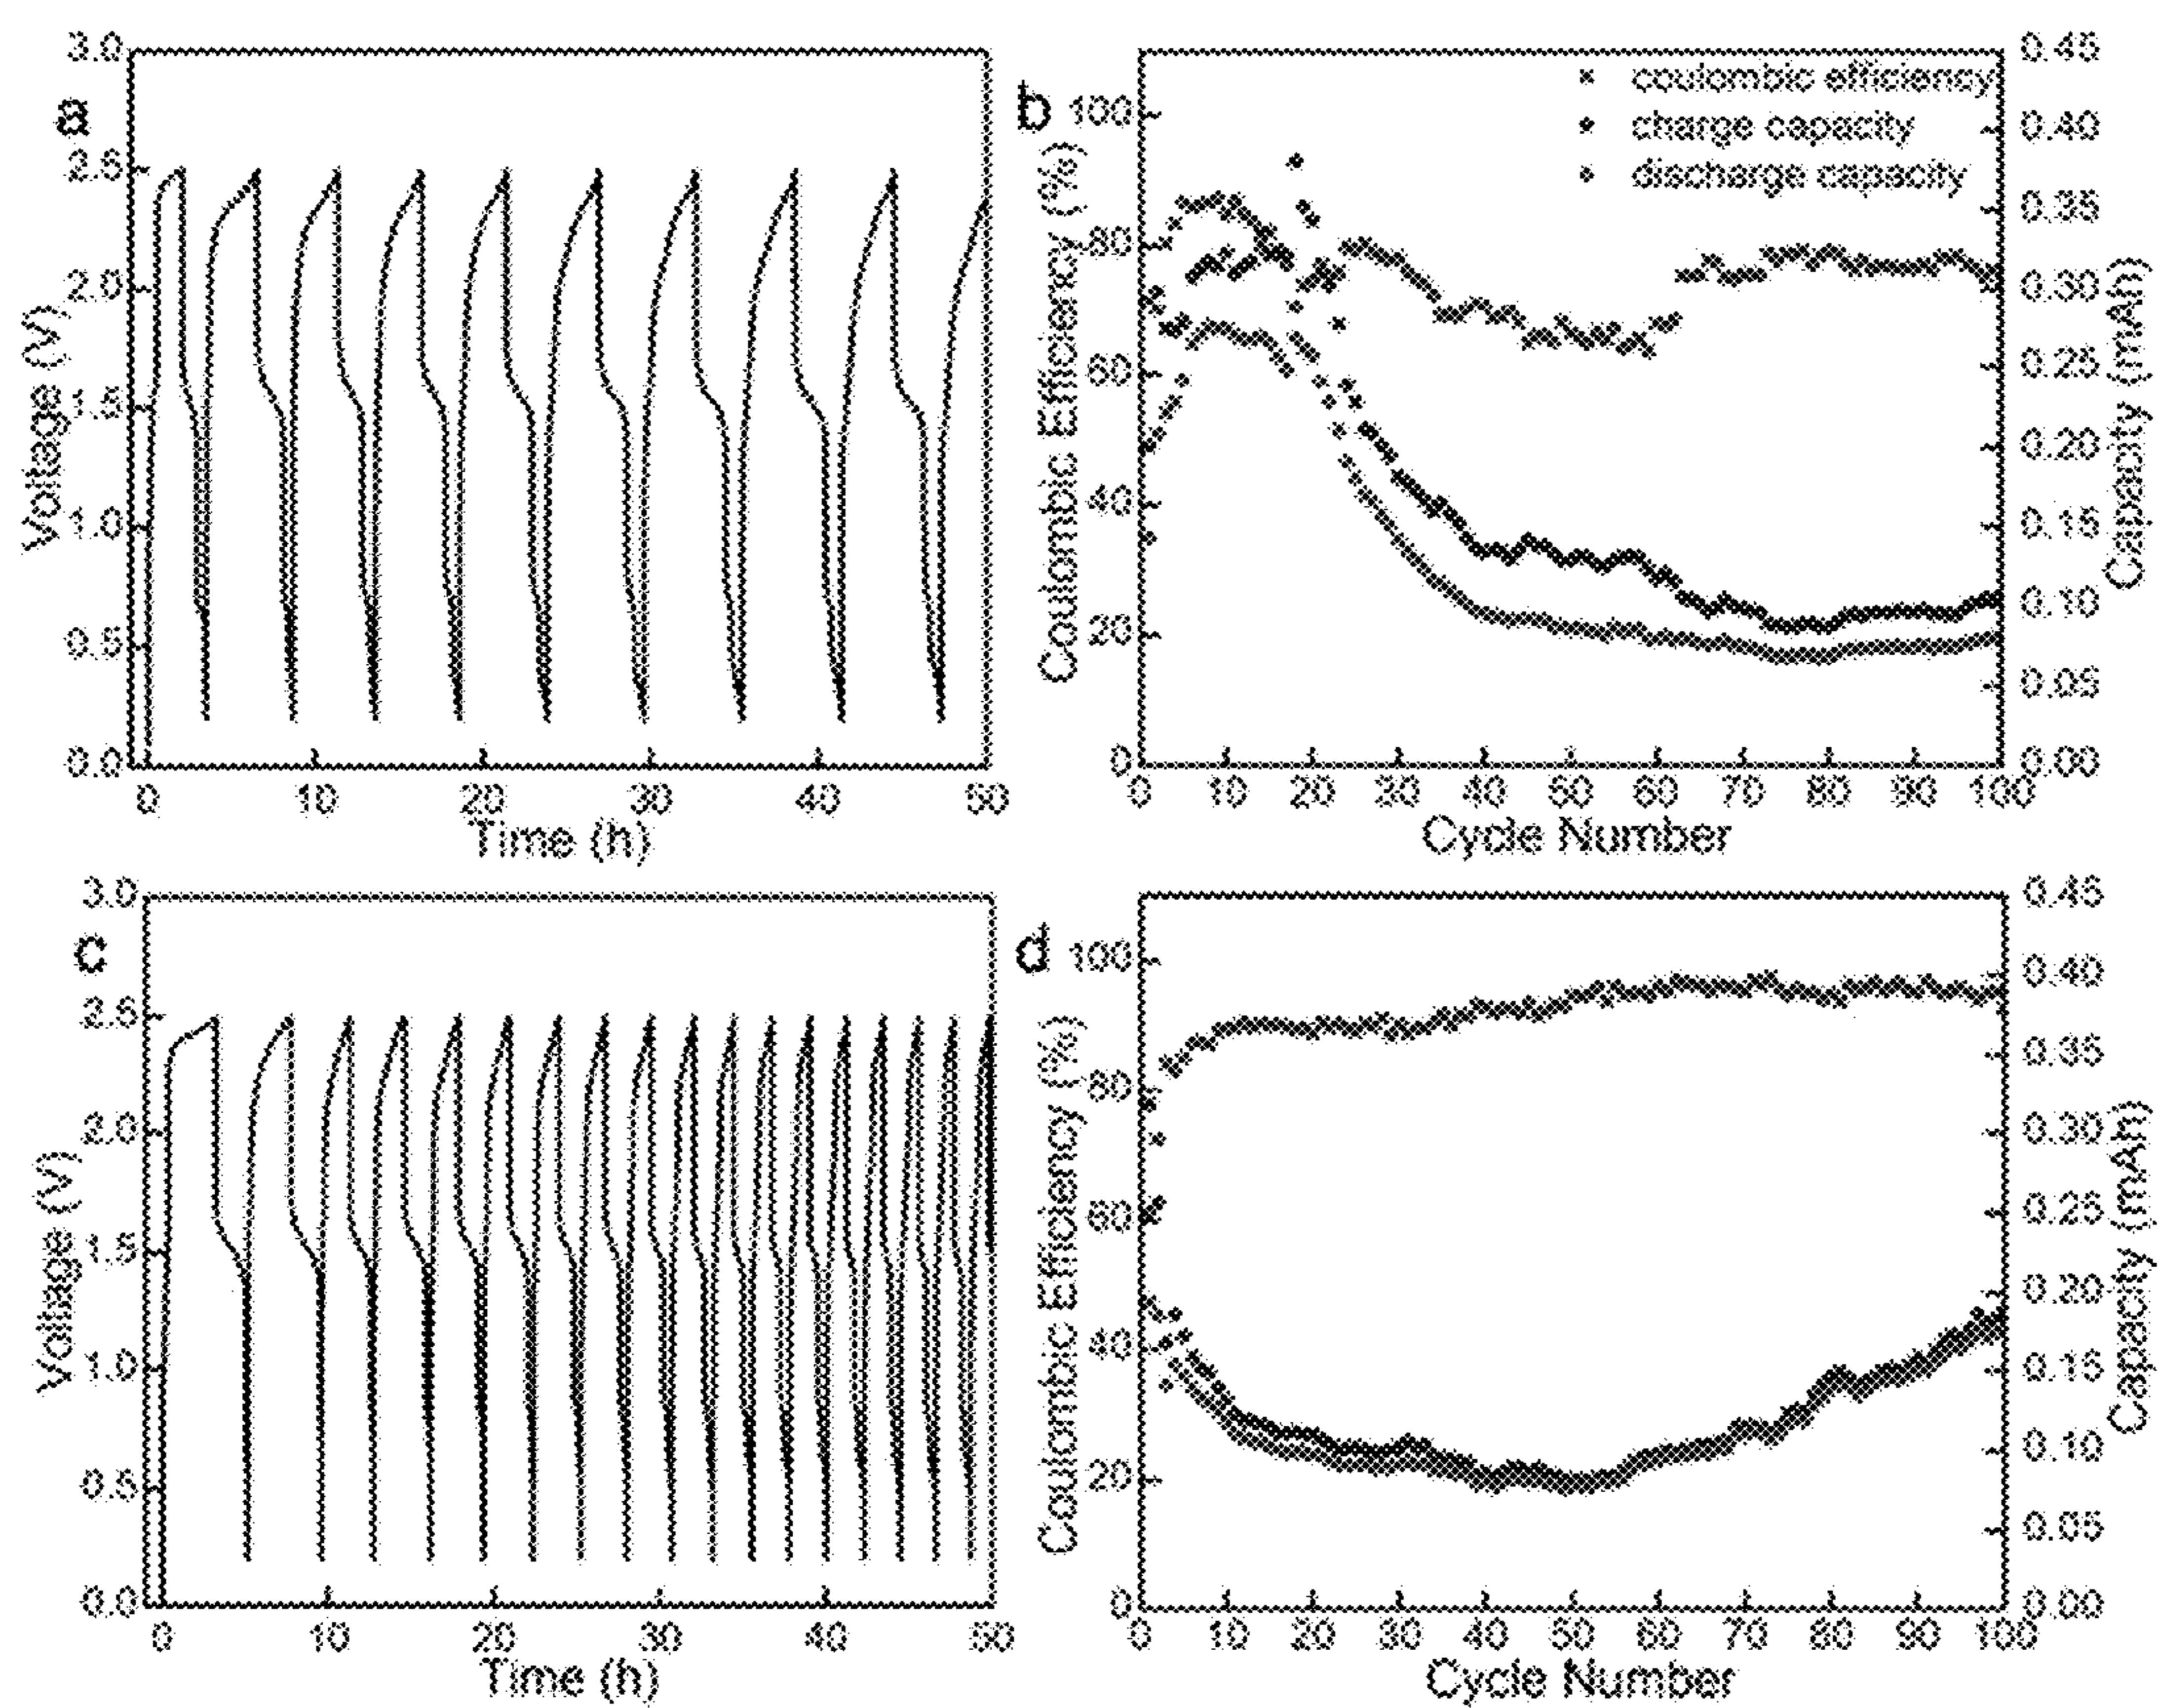 a
3.0
2.5
2.0
1.5
1.0
0.5
0.0
Voltage (V)
0 10 20 30 40 50
Time (h)
b
100
80
60
40
20
0
Coulombic Efficiency (%)
coulombic efficiency
charge capacity
discharge capacity
0.45
0.40
0.35
0.30
0.25
0.20
0.15
0.10
0.05
0.00
Capacity (mAh)
0 10 20 30 40 50 60 70 80 90 100
Cycle Number
c
3.0
2.5
2.0
1.5
1.0
0.5
0.0
Voltage (V)
0 10 20 30 40 50
Time (h)
d
100
80
60
40
20
0
Coulombic Efficiency (%)
0.45
0.40
0.35
0.30
0.25
0.20
0.15
0.10
0.05
0.00
Capacity (mAh)
0 10 20 30 40 50 60 70 80 90 100
Cycle Number